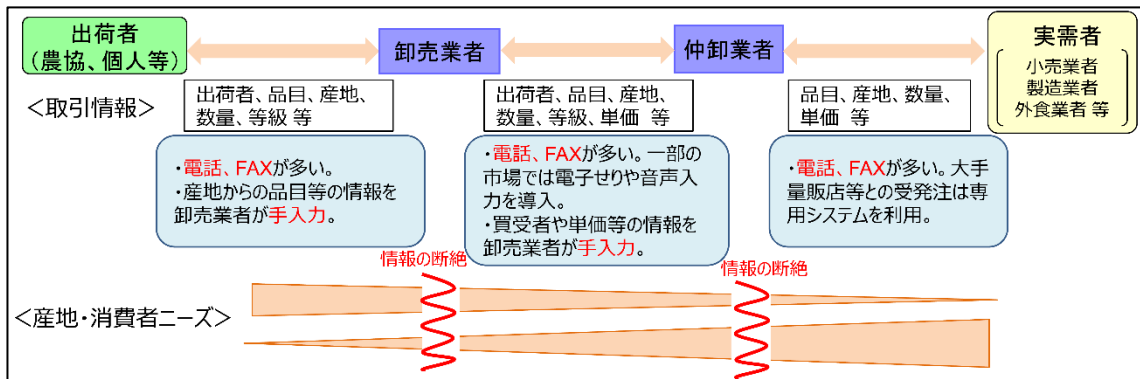 出荷者
(農協、個人等)
卸売業者
仲卸業者
実需者
小売業者
製造業者
外食業者 等
＜取引情報＞
出荷者、品目、産地、
数量、等級 等
出荷者、品目、産地、
数量、等級、単価 等
品目、産地、数量、
単価 等
・電話、FAXが多い。
・産地からの品目等の情報を
卸売業者が手入力。
・電話、FAXが多い。一部の
市場では電子せりや音声入
力を導入。
・買受者や単価等の情報を
卸売業者が手入力。
・電話、FAXが多い。大手
量販店等との受発注は専
用システムを利用。
情報の断絶
情報の断絶
＜産地・消費者ニーズ＞